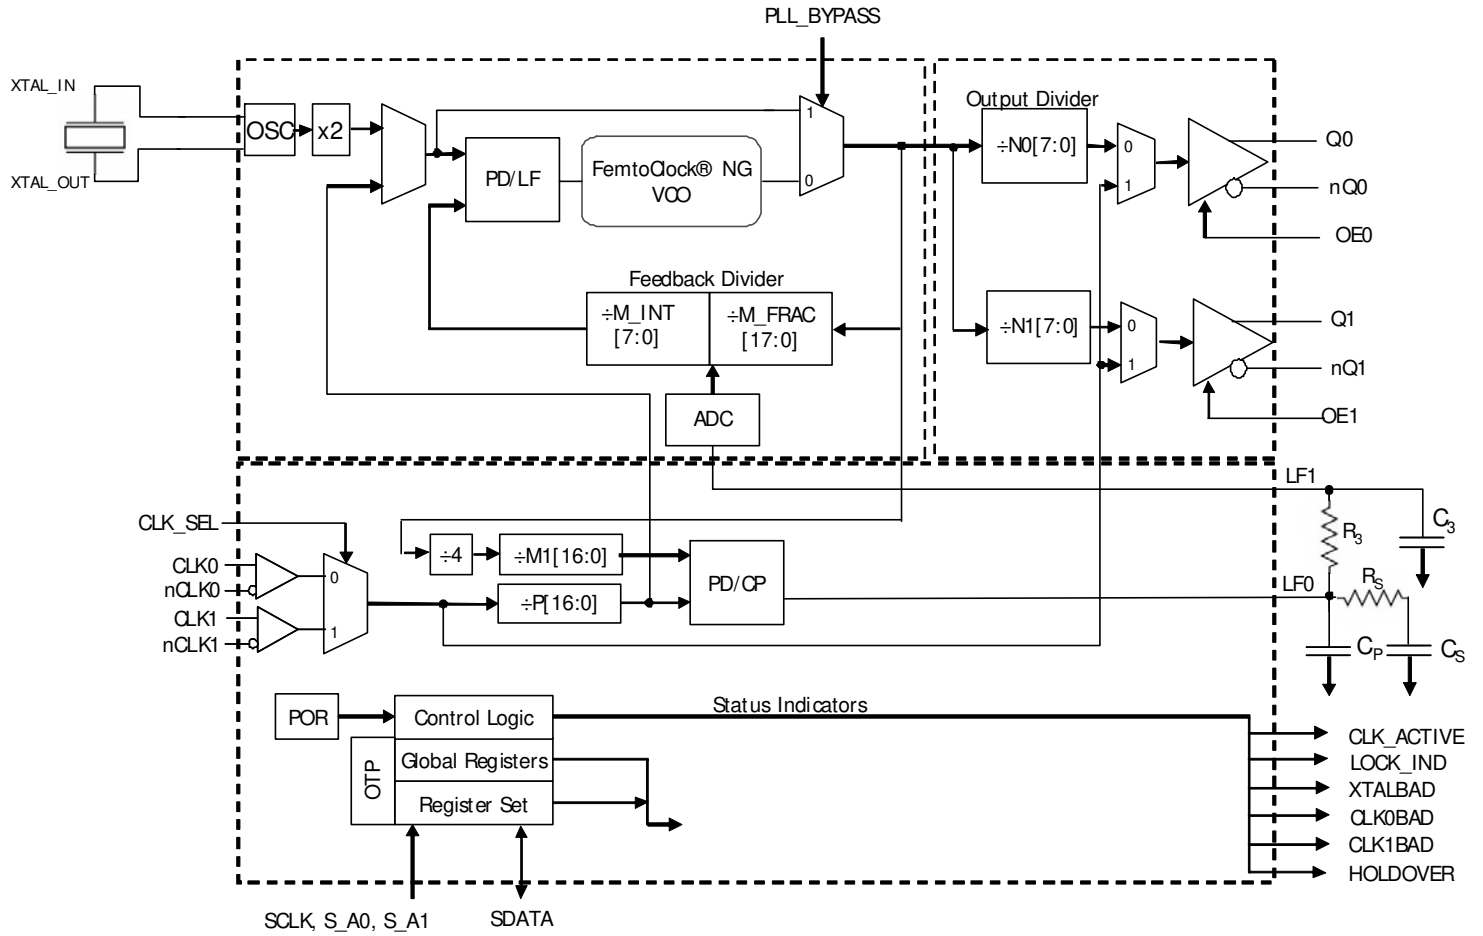 PLL_BYPASS
XTAL_IN
XTAL_OUT
OSC
x2
PD/LF
FemtoClock® NG
VCO
1
0
Output Divider
÷N0[7:0]
0
1
Q0
nQ0
OE0
Feedback Divider
÷M_INT
[7:0]
÷M_FRAC
[17:0]
÷N1[7:0]
0
1
Q1
nQ1
OE1
ADC
LF1
CLK_SEL
CLK0
nCLK0
CLK1
nCLK1
0
1
÷4
÷M1[16:0]
÷P[16:0]
PD/CP
LF0
R3
C3
RS
CP
CS
POR
Control Logic
Global Registers
Register Set
OTP
Status Indicators
CLK_ACTIVE
LOCK_IND
XTALBAD
CLK0BAD
CLK1BAD
HOLDOVER
SCLK, S_A0, S_A1
SDATA